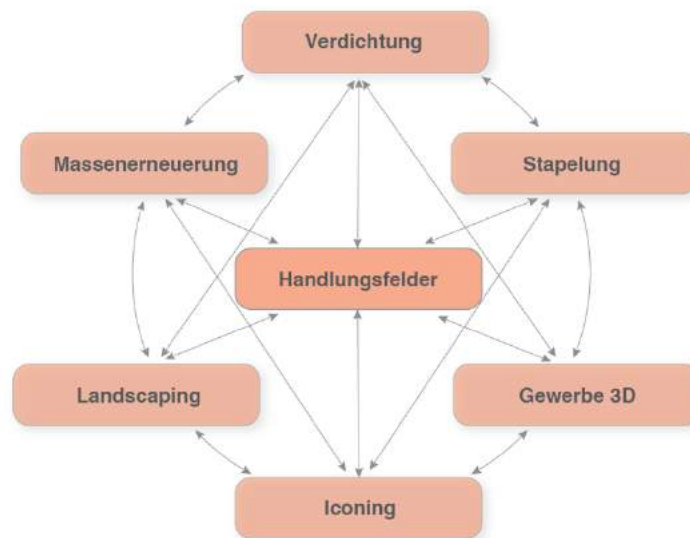 Verdichtung
Massenerneuerung
Stapelung
Handlungsfelder
Landscaping
Gewerbe 3D
Iconing